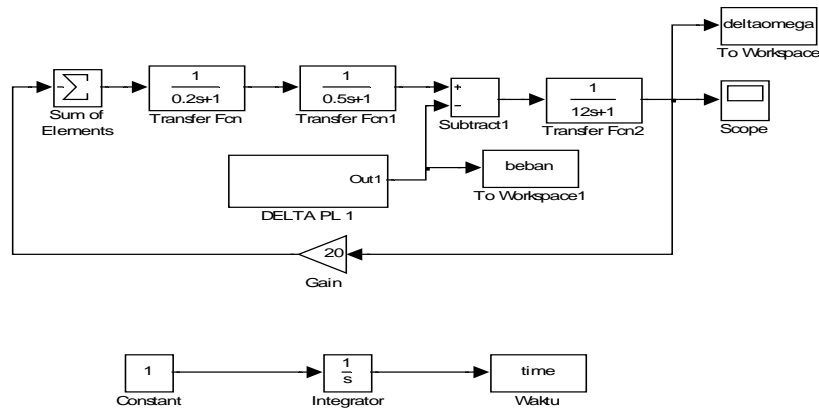 deltaomega
To Workspace
1
0.2s+1
Transfer Fcn
1
0.5s+1
Transfer Fcn1
+
−
Subtract1
1
12s+1
Transfer Fcn2
Scope
−
∑
Sum of
Elements
Out1
DELTA PL 1
beban
To Workspace1
20
Gain
1
Constant
1
s
Integrator
time
Waktu